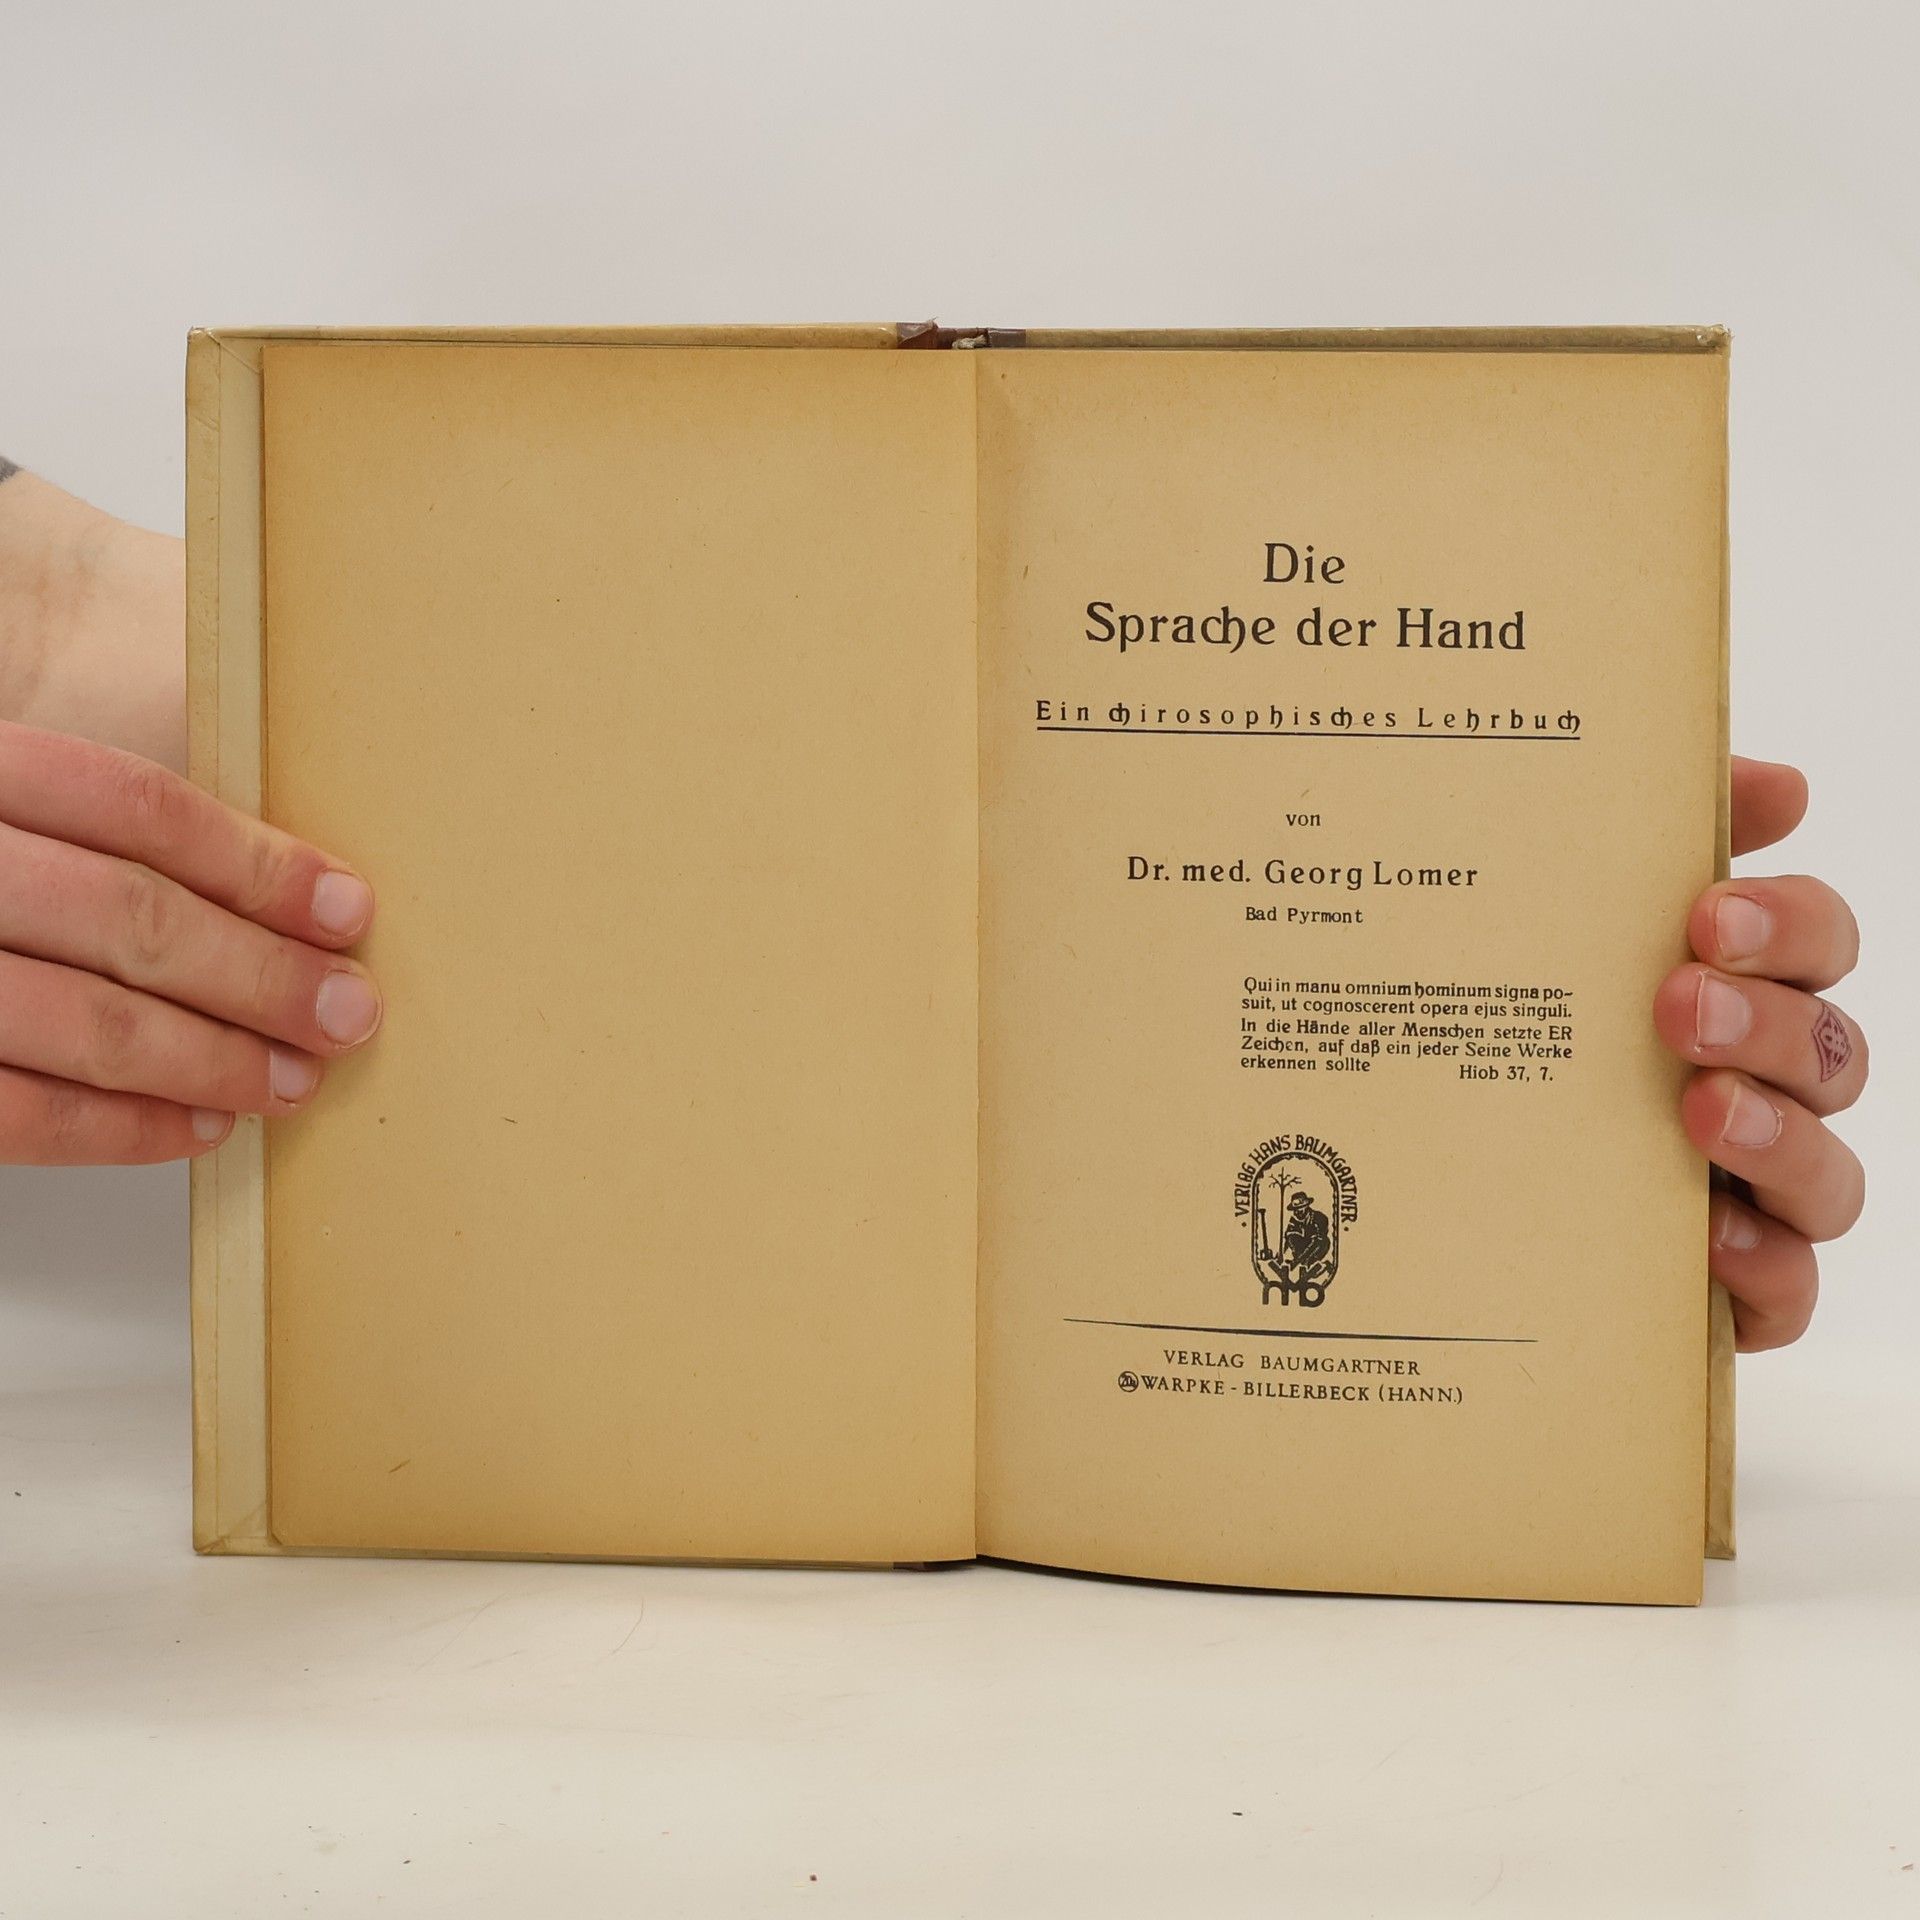 Die
Sprache der Hand
Ein chirosophisches Lehrbuch
von
Dr. med. Georg Lomer
Bad Pyrmont
Qui in manu omnium hominum signa po-
suit, ut cognoscerent opera ejus singuli.
In die Hände aller Menschen setzte ER
Zeichen, auf daß ein jeder Seine Werke
erkennen sollte Hiob 37, 7.
· VERLAG HANS BAUMGARTNER ·
VERLAG BAUMGARTNER
20a WARPKE - BILLERBECK (HANN.)